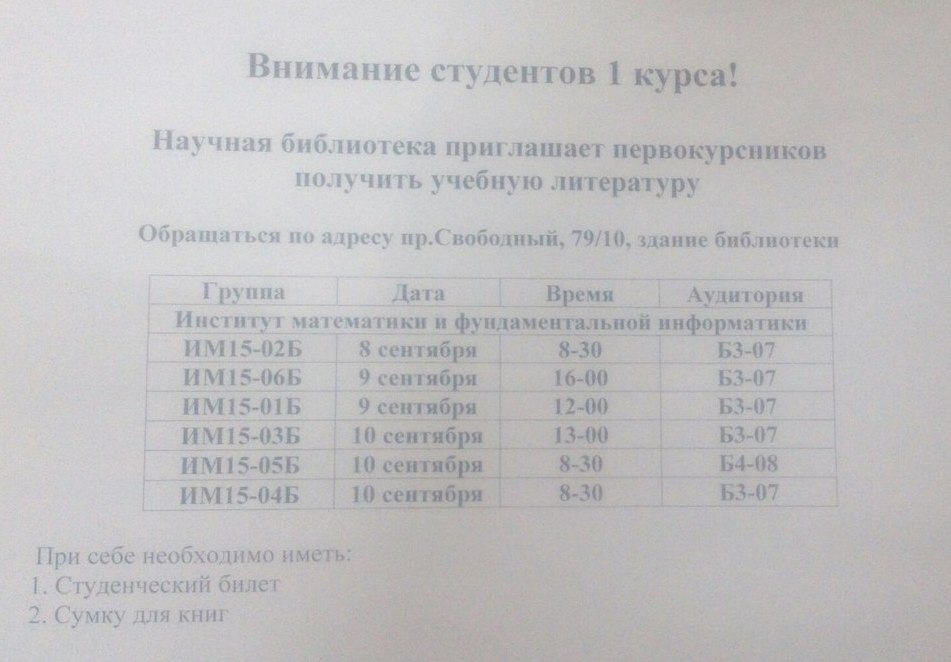 Внимание студентов 1 курса!
Научная библиотека приглашает первокурсников
получить учебную литературу
Обращаться по адресу пр.Свободный, 79/10, здание библиотеки
Группа Дата Время Аудитория
Институт математики и фундаментальной информатики
ИМ15-02Б 8 сентября 8-30 Б3-07
ИМ15-06Б 9 сентября 16-00 Б3-07
ИМ15-01Б 9 сентября 12-00 Б3-07
ИМ15-03Б 10 сентября 13-00 Б3-07
ИМ15-05Б 10 сентября 8-30 Б4-08
ИМ15-04Б 10 сентября 8-30 Б3-07
При себе необходимо иметь:
1. Студенческий билет
2. Сумку для книг